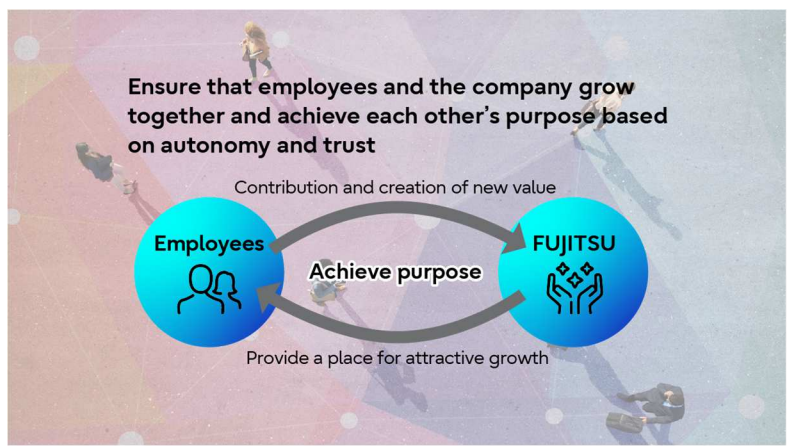 Ensure that employees and the company grow
together and achieve each other’s purpose based
on autonomy and trust
Contribution and creation of new value
Employees
FUJITSU
Achieve purpose
Provide a place for attractive growth